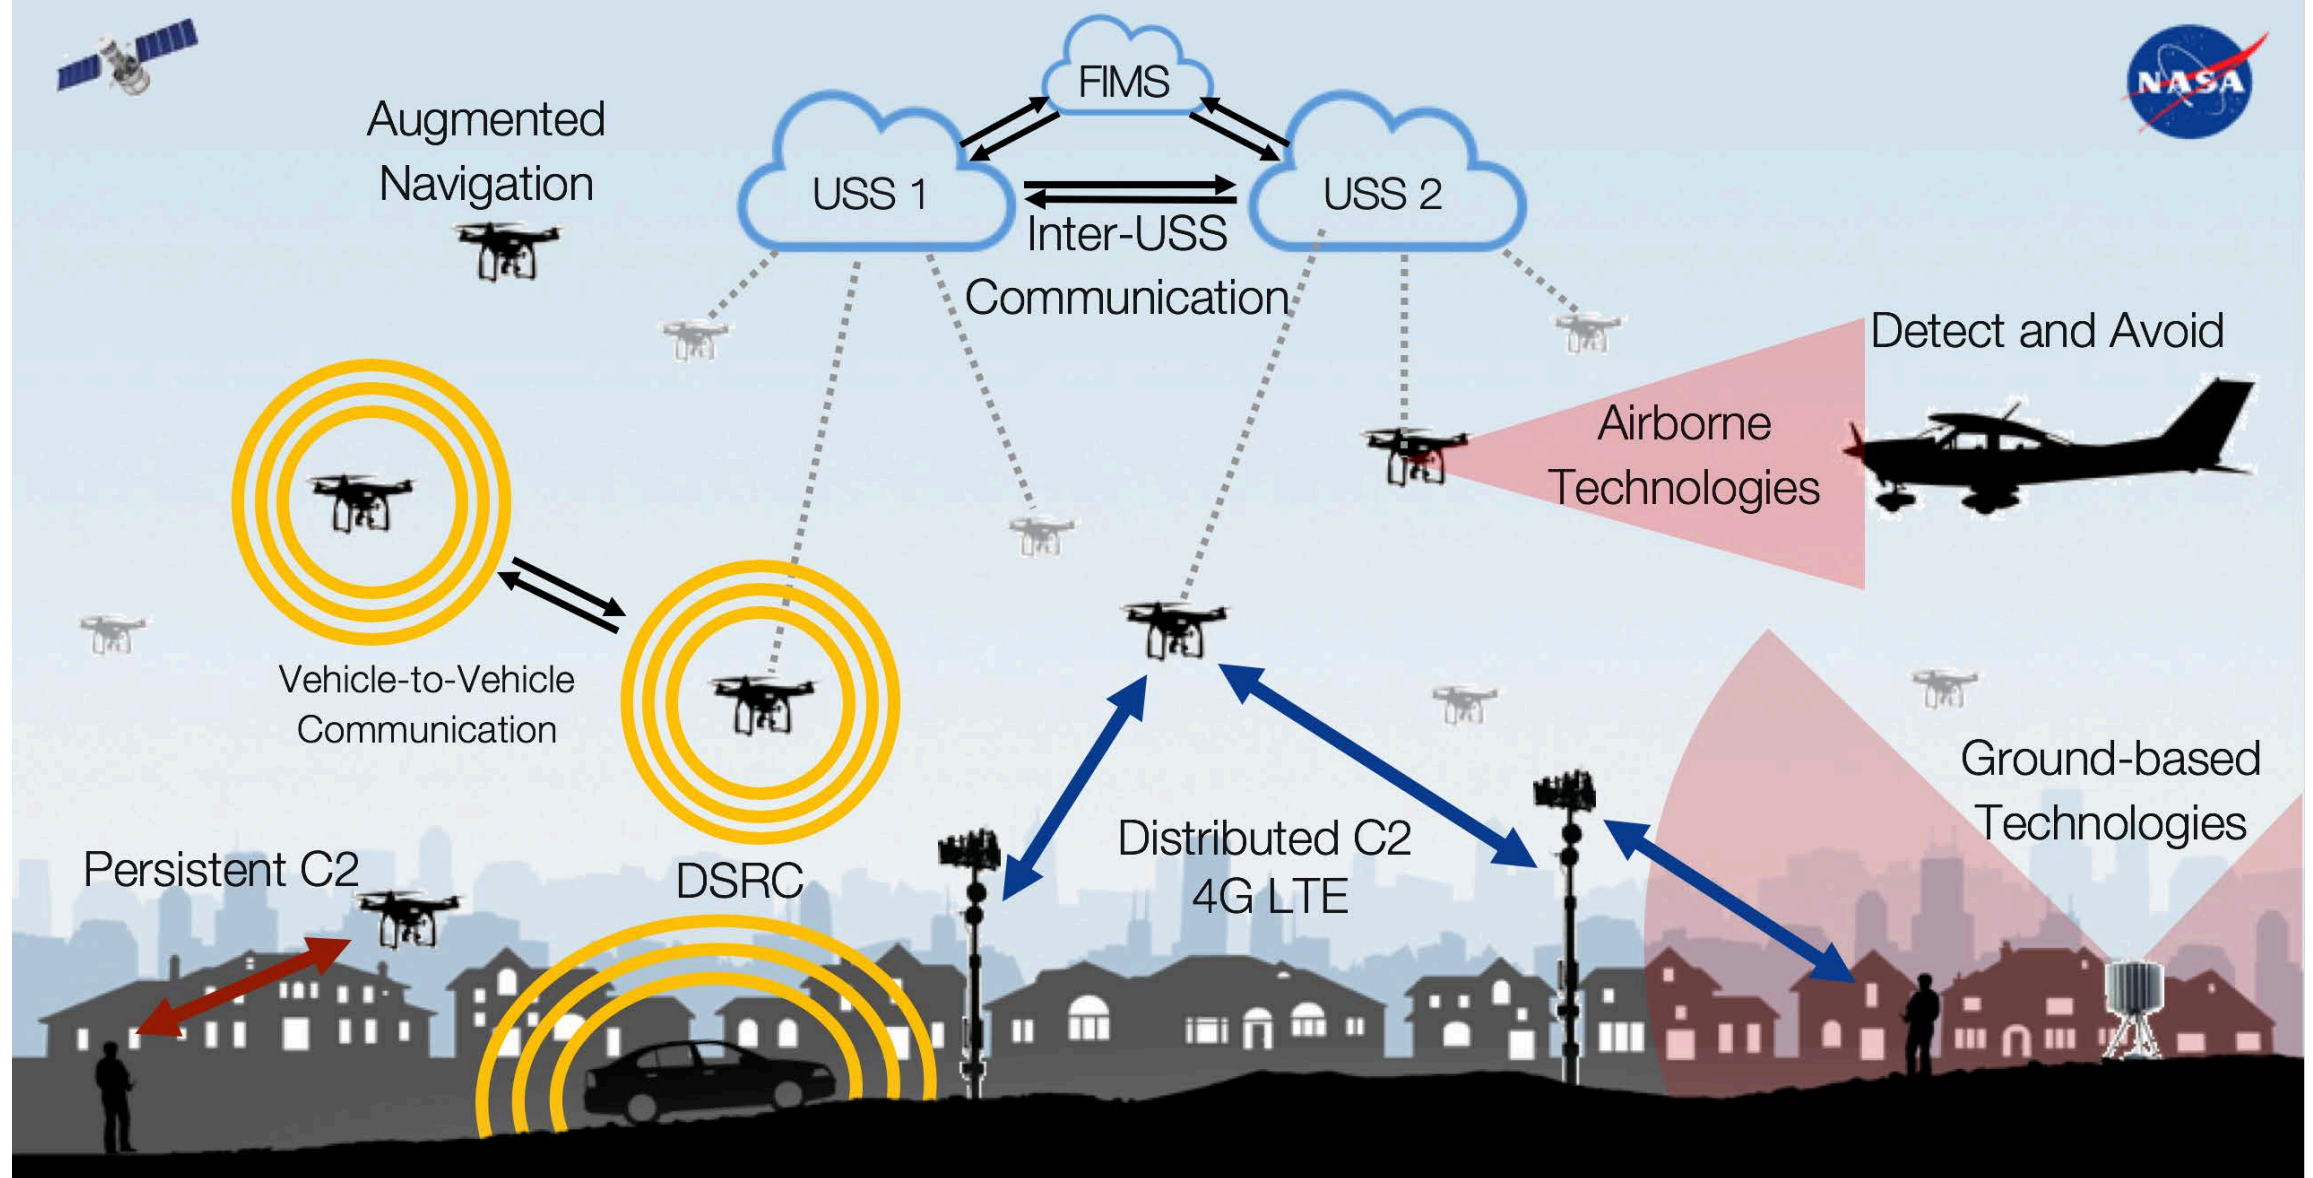 FIMS
NASA
Augmented
Navigation
USS 1
USS 2
Inter-USS
Communication
Detect and Avoid
Airborne
Technologies
Vehicle-to-Vehicle
Communication
Ground-based
Technologies
Persistent C2
DSRC
Distributed C2
4G LTE